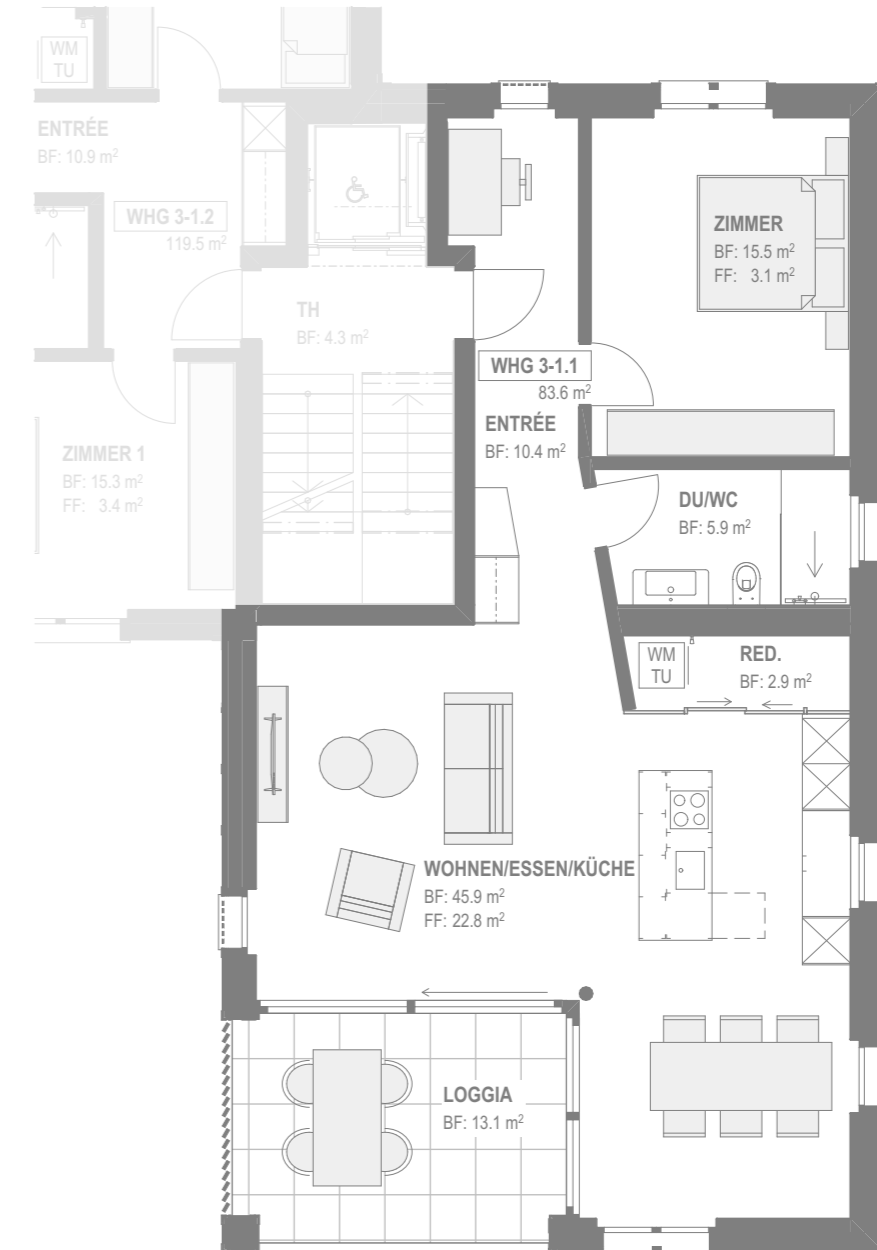 WM
TU
ENTRÉE
BF: 10.9 m²
WHG 3-1.2
119.5 m²
TH
BF: 4.3 m²
ZIMMER 1
BF: 15.3 m²
FF: 3.4 m²
ZIMMER
BF: 15.5 m²
FF: 3.1 m²
WHG 3-1.1
83.6 m²
ENTRÉE
BF: 10.4 m²
DU/WC
BF: 5.9 m²
WM
TU
RED.
BF: 2.9 m²
WOHNEN/ESSEN/KÜCHE
BF: 45.9 m²
FF: 22.8 m²
LOGGIA
BF: 13.1 m²